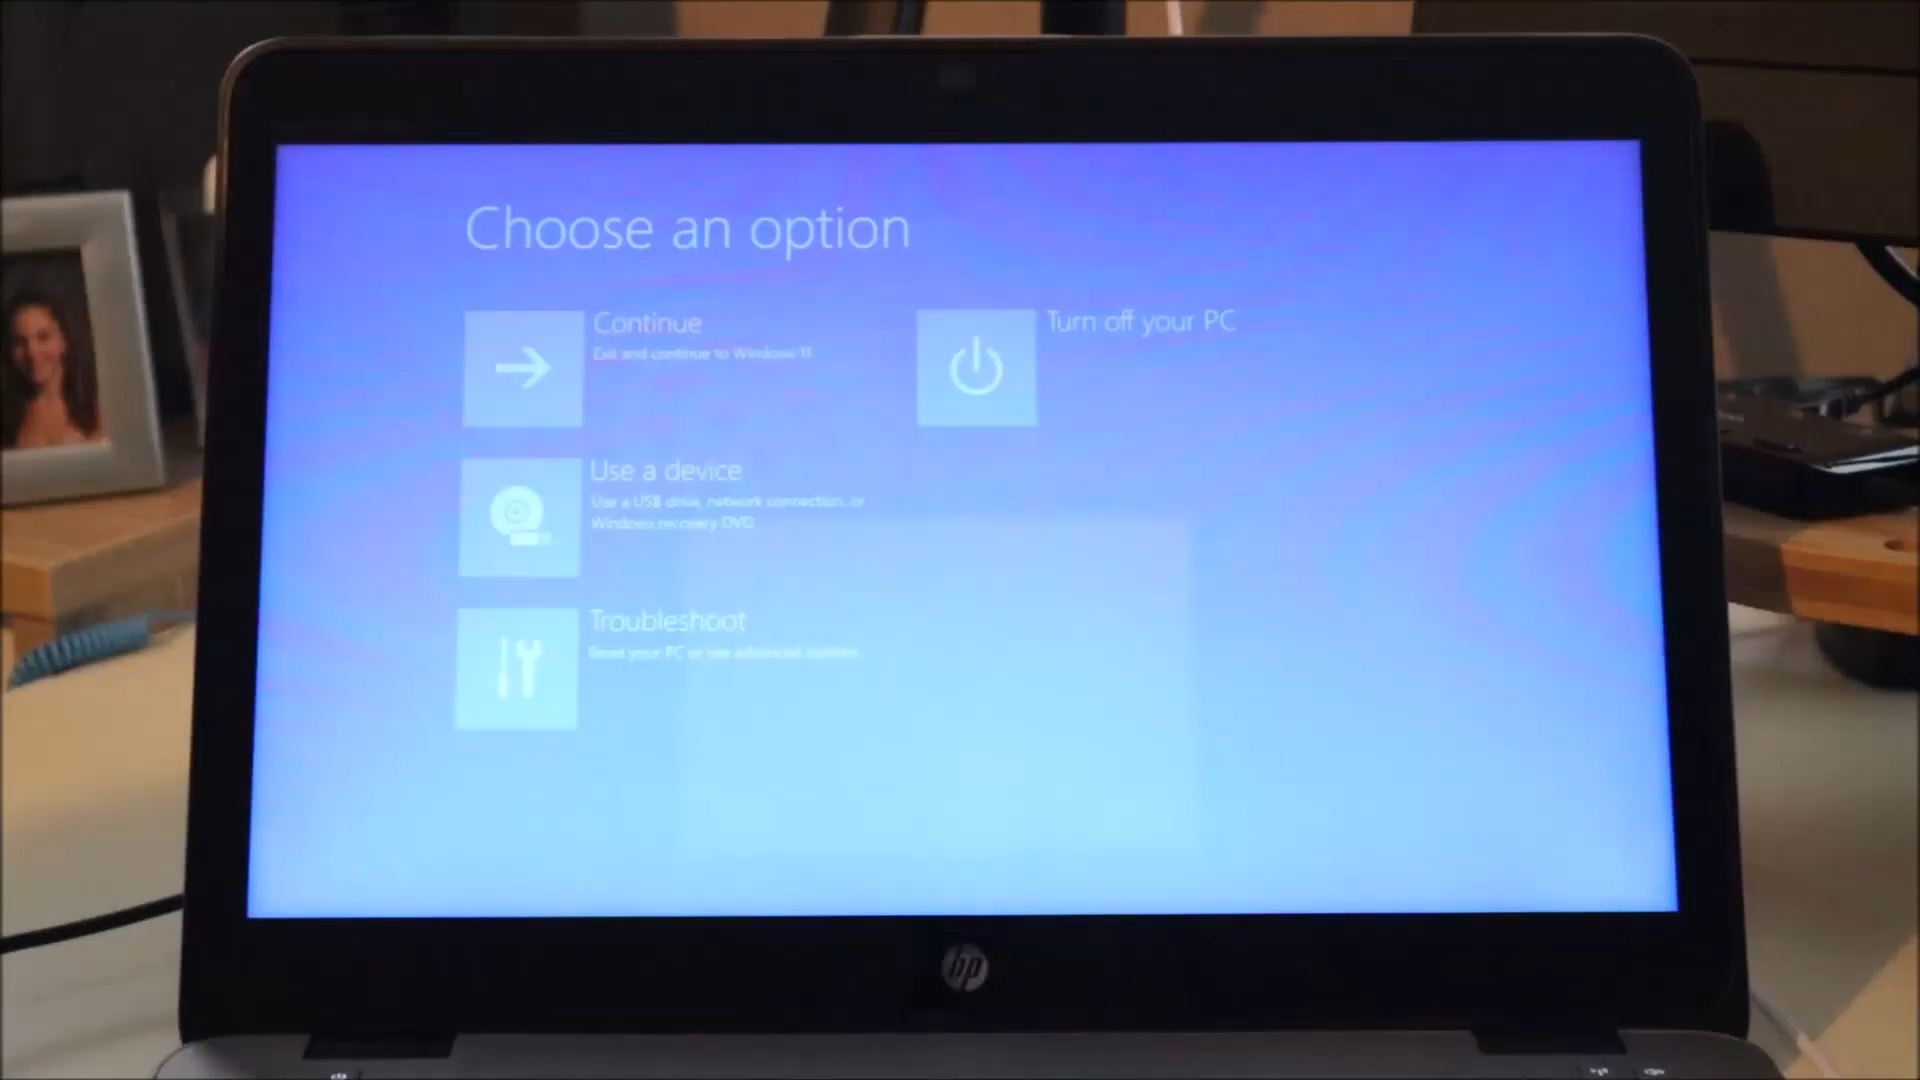 Choose an option
Continue
Exit and continue to Windows 11
Turn off your PC
Use a device
Use a USB drive, network connection, or
Windows recovery DVD
Troubleshoot
Reset your PC or see advanced options
hp